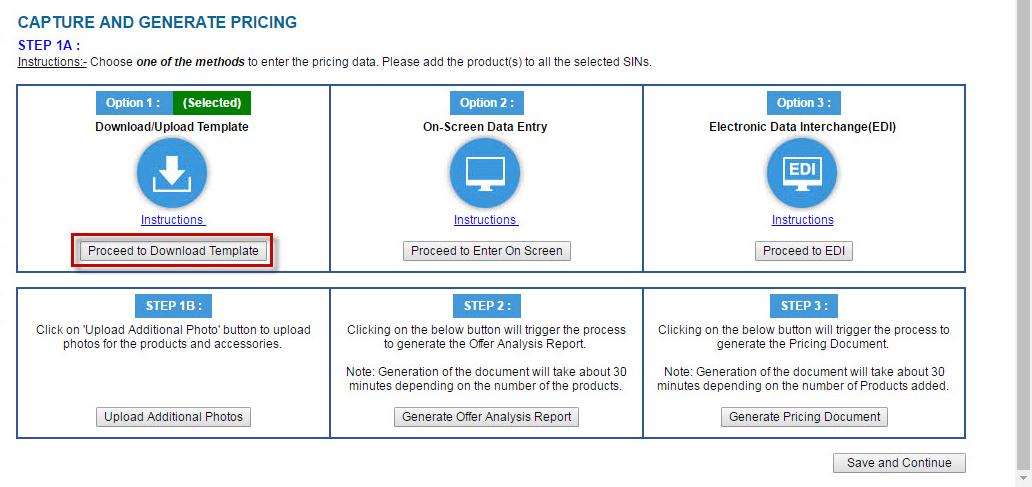 CAPTURE AND GENERATE PRICING
STEP 1A :
Instructions:- Choose one of the methods to enter the pricing data. Please add the product(s) to all the selected SINs.
Option 1 : (Selected)
Download/Upload Template
Instructions
Proceed to Download Template
Option 2 :
On-Screen Data Entry
Instructions
Proceed to Enter On Screen
Option 3 :
Electronic Data Interchange(EDI)
EDI
Instructions
Proceed to EDI
STEP 1B :
Click on 'Upload Additional Photo' button to upload
photos for the products and accessories.
Upload Additional Photos
STEP 2 :
Clicking on the below button will trigger the process
to generate the Offer Analysis Report.
Note: Generation of the document will take about 30
minutes depending on the number of the products.
Generate Offer Analysis Report
STEP 3 :
Clicking on the below button will trigger the process to
generate the Pricing Document.
Note: Generation of the document will take about 30
minutes depending on the number of Products added.
Generate Pricing Document
Save and Continue